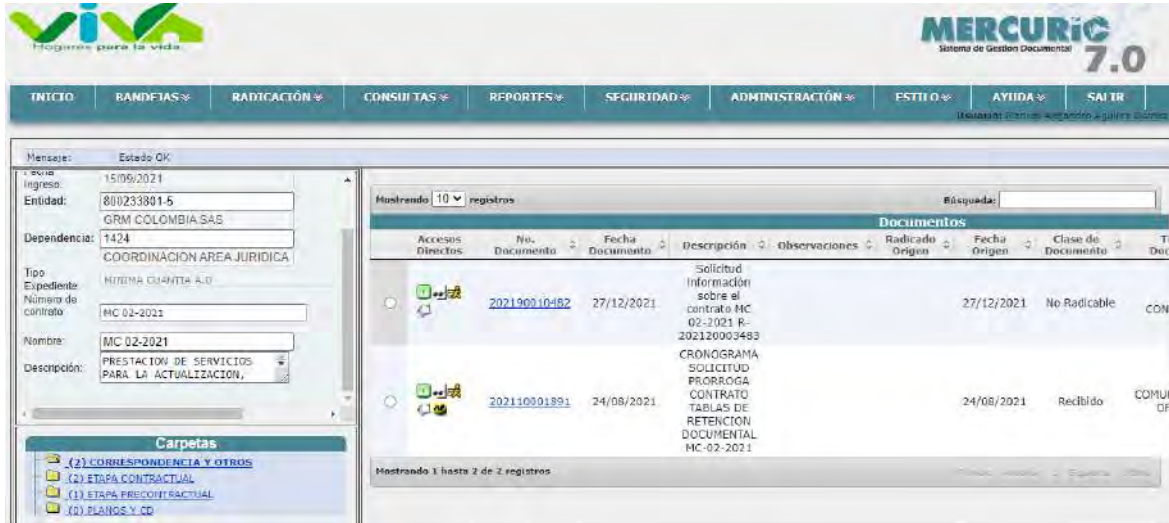 viva
Hogares para la vida
MERCURiO
Sistema de Gestion Documental
7.0
INICIO BANDEJAS RADICACIÓN CONSULTAS REPORTES SEGURIDAD ADMINISTRACIÓN ESTILO AYUDA SALIR
Usuario:
Mensaje: Estado OK
Fecha
Ingreso: 15/09/2021
Entidad: 800233801-5
GRM COLOMBIA SAS
Dependencia: 1424
COORDINACION AREA JURIDICA
Tipo
Expediente MINIMA CUANTIA A.D
Número de
contrato MC 02-2021
Nombre: MC 02-2021
Descripción: PRESTACION DE SERVICIOS
PARA LA ACTUALIZACION,
Carpetas
(2) CORRESPONDENCIA Y OTROS
(2) ETAPA CONTRACTUAL
(1) ETAPA PRECONTRACTUAL
(0) PLANOS Y CD
Mostrando 10 registros Búsqueda:
Documentos
Accesos Directos No. Documento Fecha Documento Descripción Observaciones Radicado Origen Fecha Origen Clase de Documento
202190010482 27/12/2021 Solicitud
información
sobre el
contrato MC
02-2021 R-
202120003483 27/12/2021 No Radicable CON
202110001891 24/08/2021 CRONOGRAMA
SOLICITUD
PRORROGA
CONTRATO
TABLAS DE
RETENCION
DOCUMENTAL
MC-02-2021 24/08/2021 Recibido COMU
Mostrando 1 hasta 2 de 2 registros